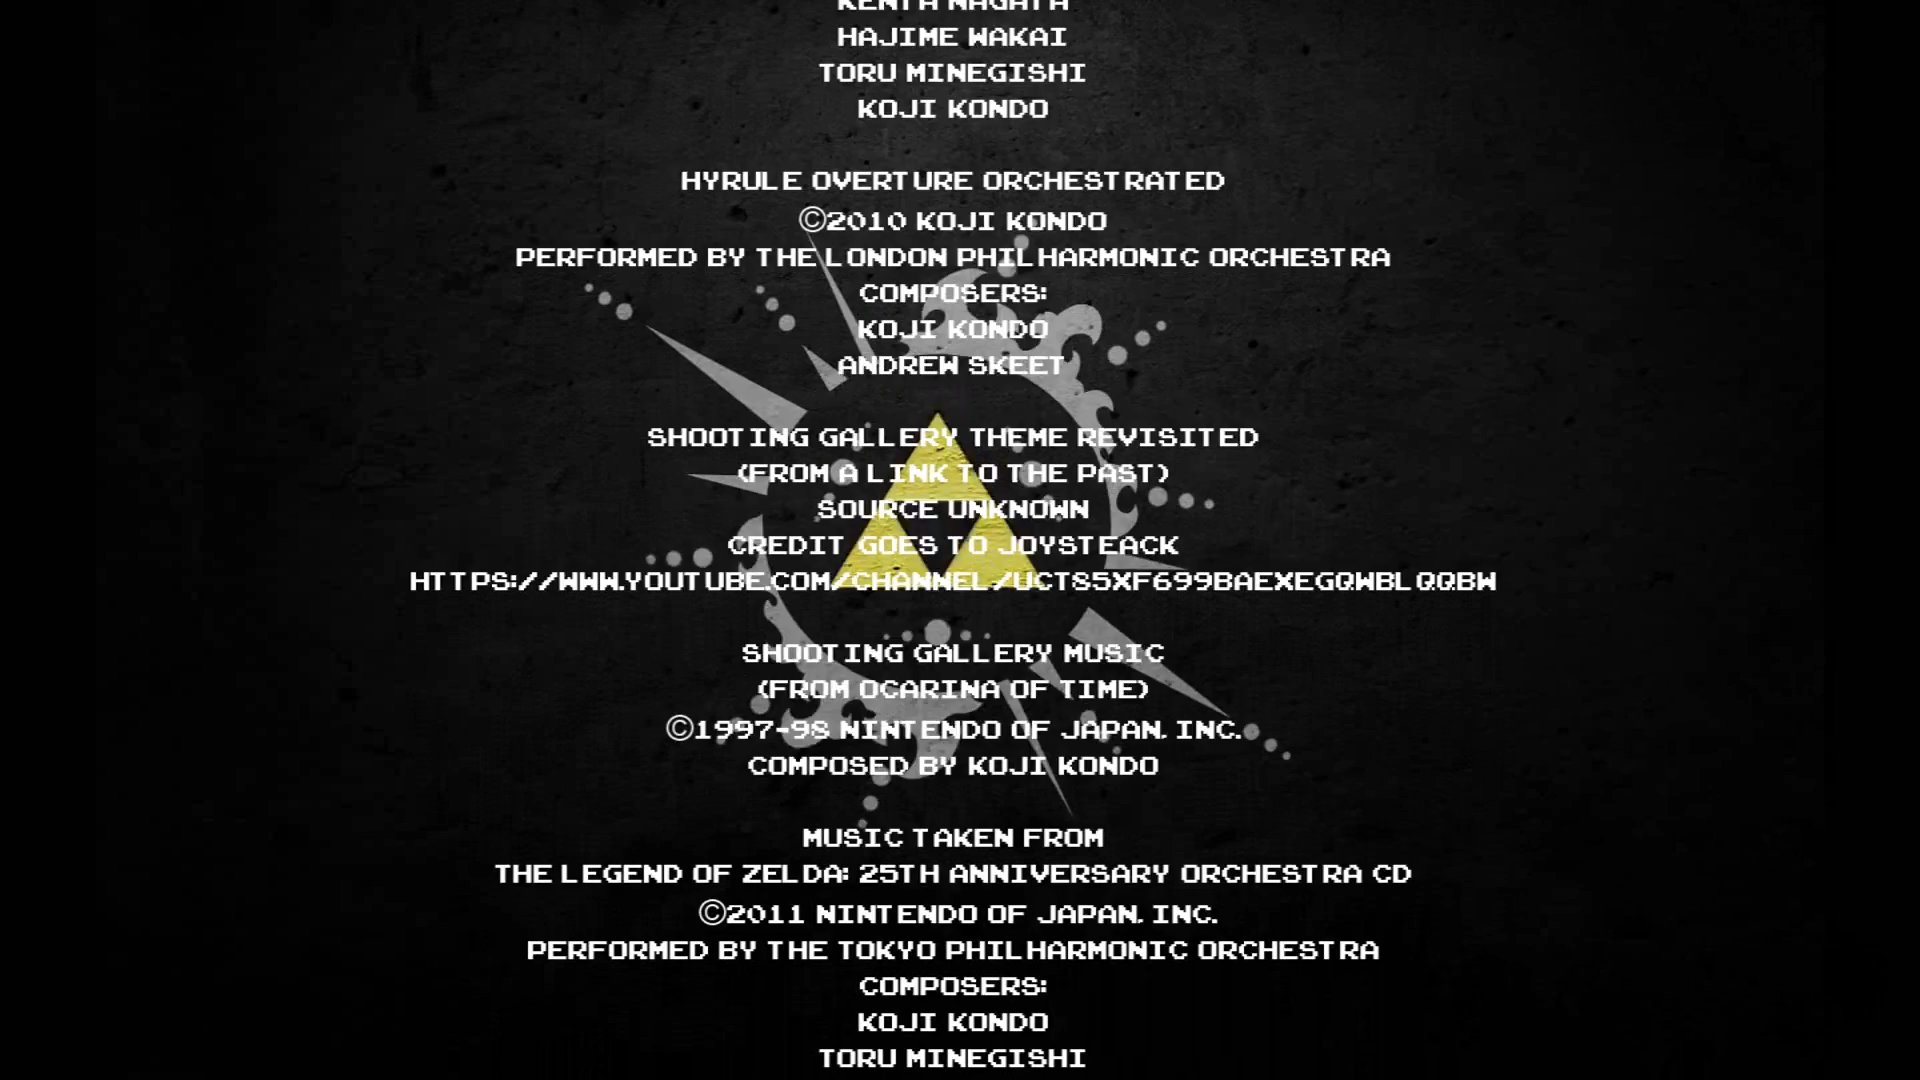 KENTA NAGATA
HAJIME WAKAI
TORU MINEGISHI
KOJI KONDO
HYRULE OVERTURE ORCHESTRATED
©2010 KOJI KONDO
PERFORMED BY THE LONDON PHILHARMONIC ORCHESTRA
COMPOSERS:
KOJI KONDO
ANDREW SKEET
SHOOTING GALLERY THEME REVISITED
(FROM A LINK TO THE PAST)
SOURCE UNKNOWN
CREDIT GOES TO JOYSTEACK
HTTPS://WWW.YOUTUBE.COM/CHANNEL/UCT85XF699BAEXEGQWBLQQBW
SHOOTING GALLERY MUSIC
(FROM OCARINA OF TIME)
©1997-98 NINTENDO OF JAPAN, INC.
COMPOSED BY KOJI KONDO
MUSIC TAKEN FROM
THE LEGEND OF ZELDA: 25TH ANNIVERSARY ORCHESTRA CD
©2011 NINTENDO OF JAPAN, INC.
PERFORMED BY THE TOKYO PHILHARMONIC ORCHESTRA
COMPOSERS:
KOJI KONDO
TORU MINEGISHI